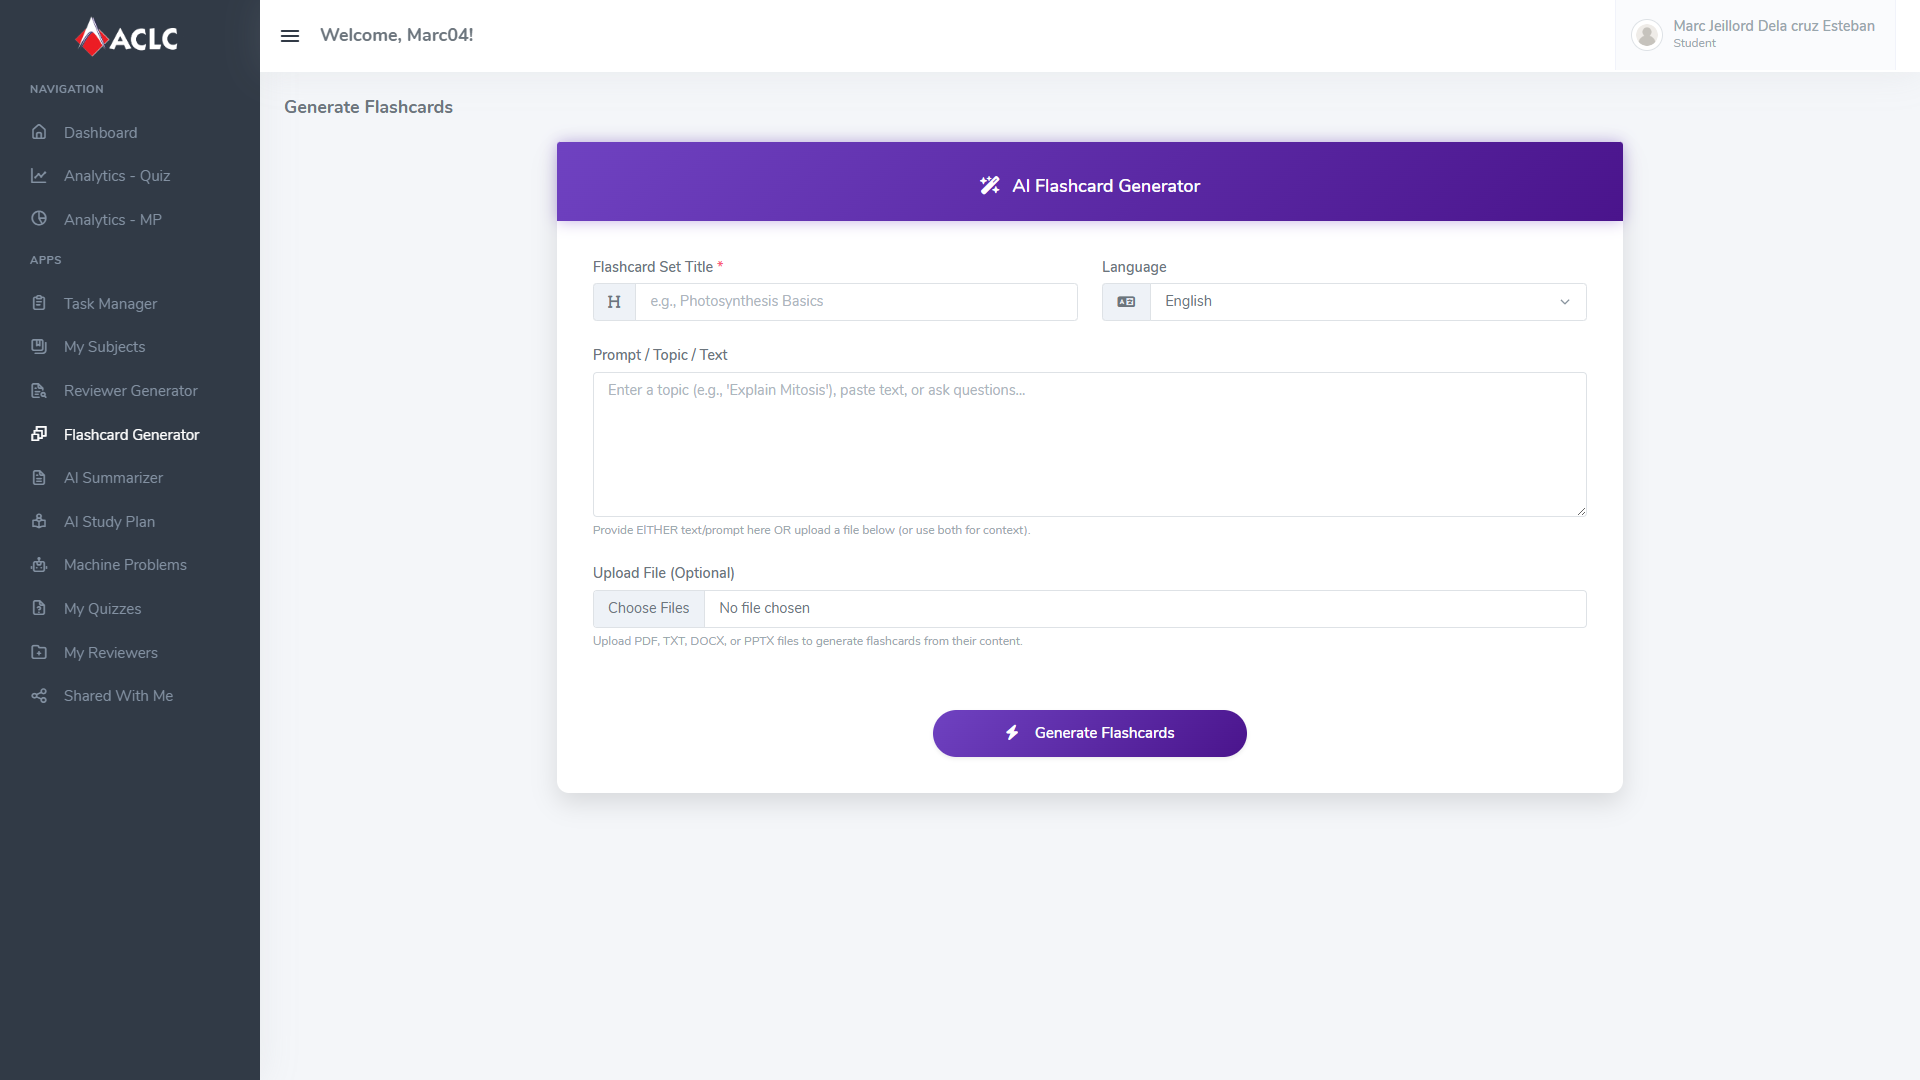 ACLC
NAVIGATION
Dashboard
Analytics - Quiz
Analytics - MP
APPS
Task Manager
My Subjects
Reviewer Generator
Flashcard Generator
AI Summarizer
AI Study Plan
Machine Problems
My Quizzes
My Reviewers
Shared With Me
Welcome, Marc04!
Marc Jeillord Dela cruz Esteban
Student
Generate Flashcards
AI Flashcard Generator
Flashcard Set Title *
H
e.g., Photosynthesis Basics
Language
English
Prompt / Topic / Text
Enter a topic (e.g., 'Explain Mitosis'), paste text, or ask questions...
Provide EITHER text/prompt here OR upload a file below (or use both for context).
Upload File (Optional)
Choose Files No file chosen
Upload PDF, TXT, DOCX, or PPTX files to generate flashcards from their content.
Generate Flashcards